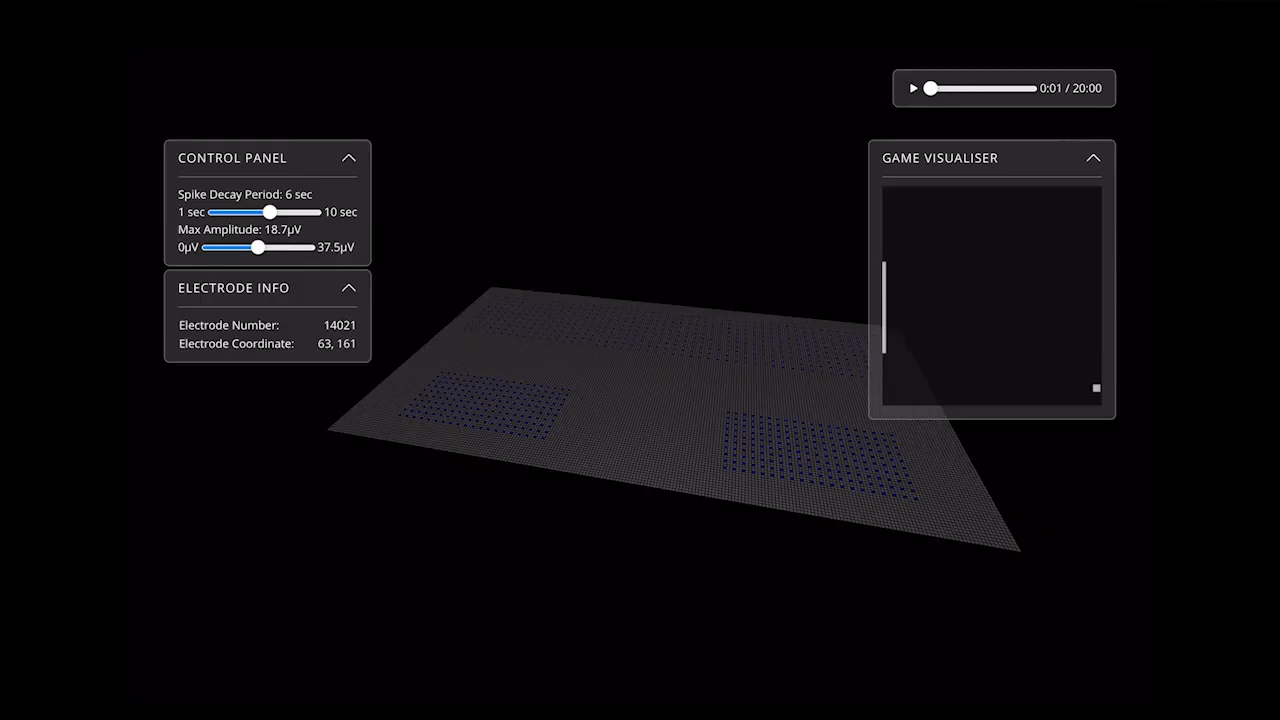 0:01 / 20:00
CONTROL PANEL
Spike Decay Period: 6 sec
1 sec 10 sec
Max Amplitude: 18.7µV
0µV 37.5µV
ELECTRODE INFO
Electrode Number: 14021
Electrode Coordinate: 63, 161
GAME VISUALISER